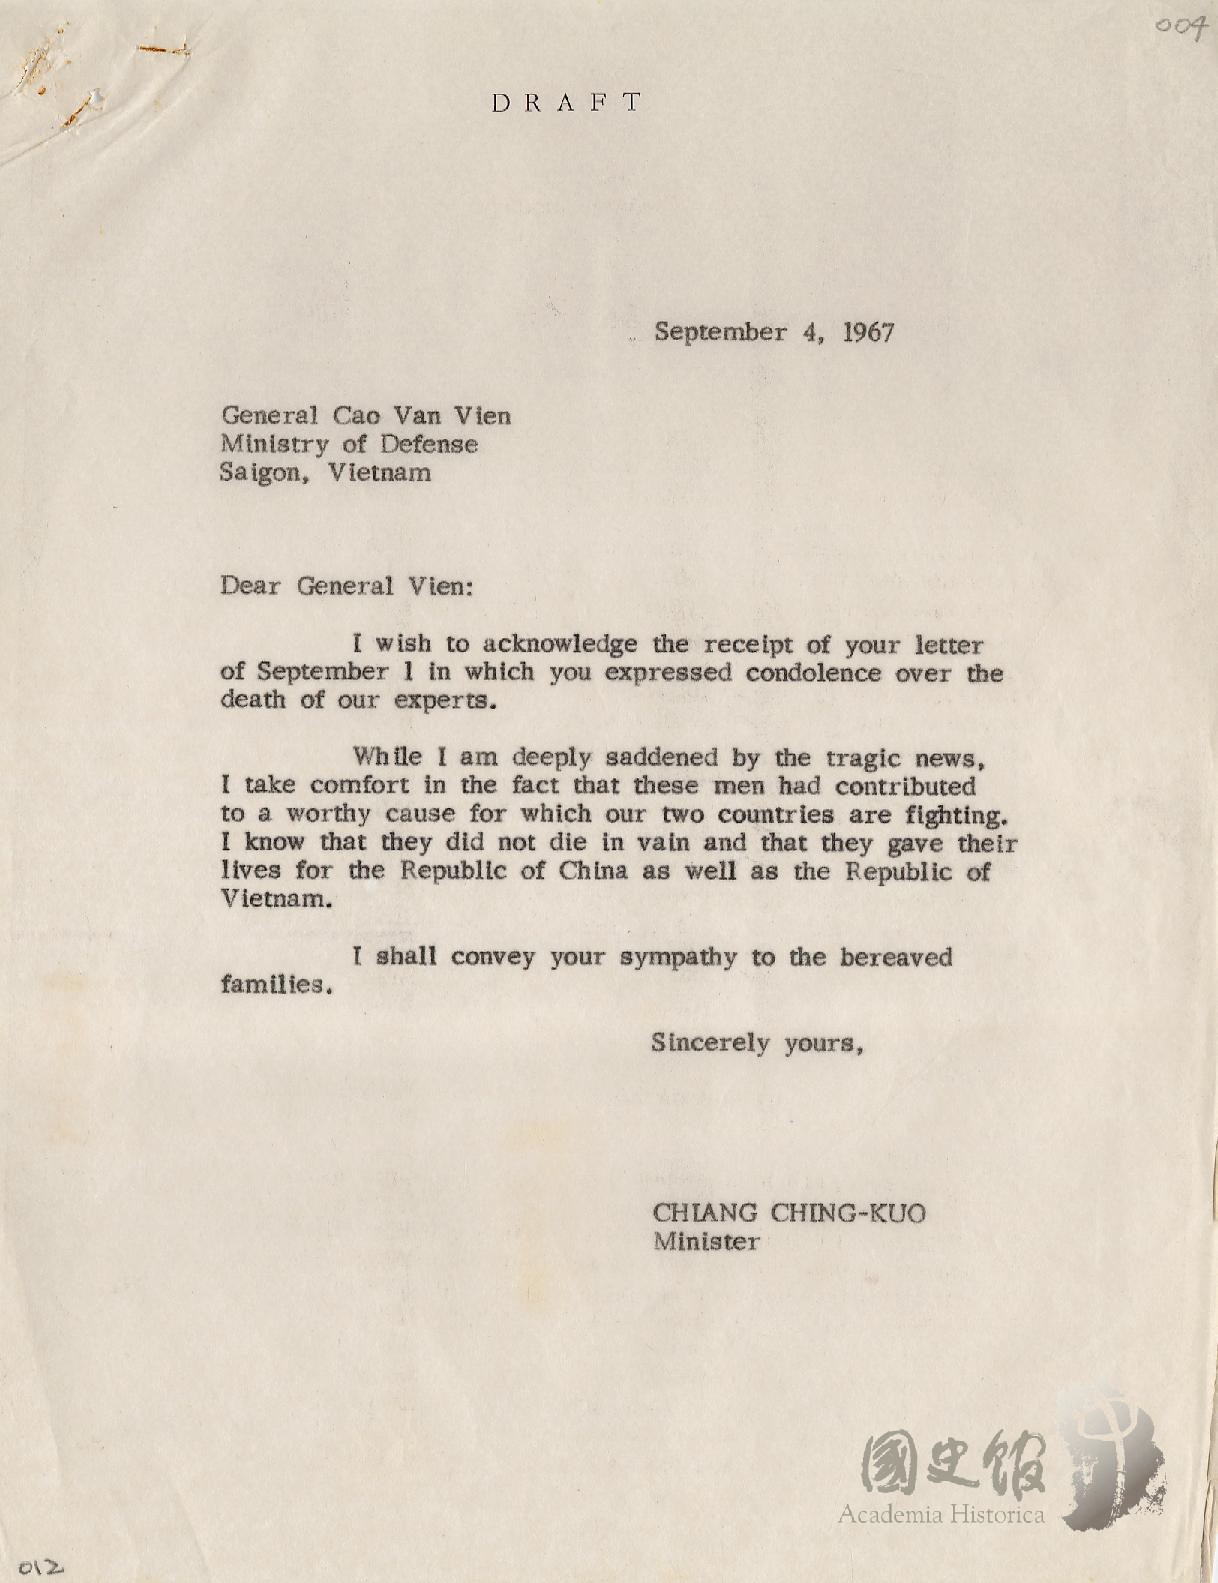 004
D R A F T
September 4, 1967
General Cao Van Vien
Ministry of Defense
Saigon, Vietnam
Dear General Vien:
I wish to acknowledge the receipt of your letter
of September 1 in which you expressed condolence over the
death of our experts.
While I am deeply saddened by the tragic news,
I take comfort in the fact that these men had contributed
to a worthy cause for which our two countries are fighting.
I know that they did not die in vain and that they gave their
lives for the Republic of China as well as the Republic of
Vietnam.
I shall convey your sympathy to the bereaved
families.
Sincerely yours,
CHIANG CHING-KUO
Minister
國史館
Academia Historica
012